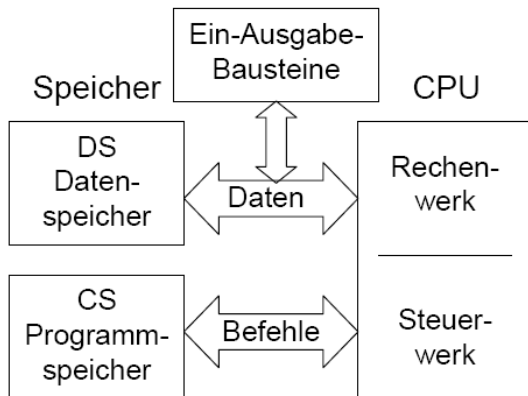 Ein-Ausgabe-
Bausteine
Speicher
CPU
DS
Daten-
speicher
Daten
Rechen-
werk
CS
Programm-
speicher
Befehle
Steuer-
werk